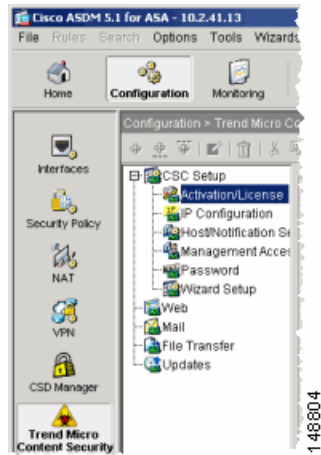 Cisco ASDM 5.1 for ASA - 10.2.41.13
File Rules Search Options Tools Wizards
Home Configuration Monitoring
Configuration > Trend Micro Co
Interfaces
Security Policy
NAT
VPN
CSD Manager
Trend Micro
Content Security
CSC Setup
Activation/License
IP Configuration
Host/Notification Se
Management Acces
Password
Wizard Setup
Web
Mail
File Transfer
Updates
148804